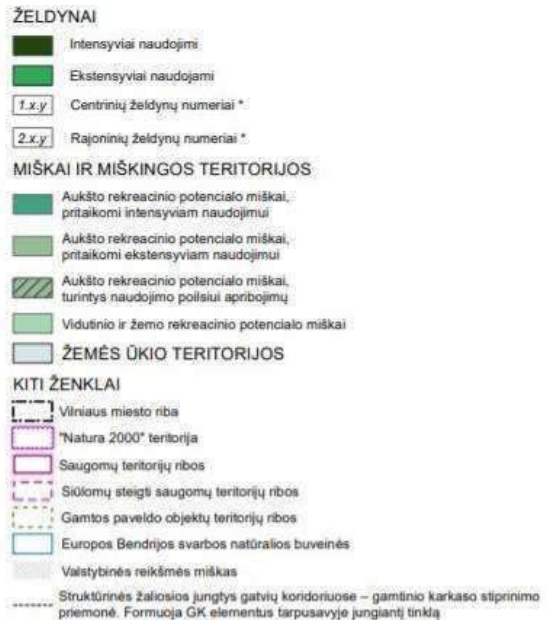 ŽELDYNAI
Intensyviai naudojimi
Ekstensyviai naudojami
1.x.y Centrinių želdynų numeriai *
2.x.y Rajoninių želdynų numeriai *
MIŠKAI IR MIŠKINGOS TERITORIJOS
Aukšto rekreacinio potencialo miškai,
pritaikomi intensyviam naudojimui
Aukšto rekreacinio potencialo miškai,
pritaikomi ekstensyviam naudojimui
Aukšto rekreacinio potencialo miškai,
turintys naudojimo poilsiui apribojimų
Vidutinio ir žemo rekreacinio potencialo miškai
ŽEMĖS ŪKIO TERITORIJOS
KITI ŽENKLAI
Vilniaus miesto riba
"Natura 2000" teritorija
Saugomų teritorijų ribos
Siūlomų steigti saugomų teritorijų ribos
Gamtos paveldo objektų teritorijų ribos
Europos Bendrijos svarbos natūralios buveinės
Valstybinės reikšmės miškas
Struktūrinės žaliosios jungtys gatvių koridoriuose – gamtinio karkaso stiprinimo
priemonė. Formuoja GK elementus tarpusavyje jungiantį tinklą